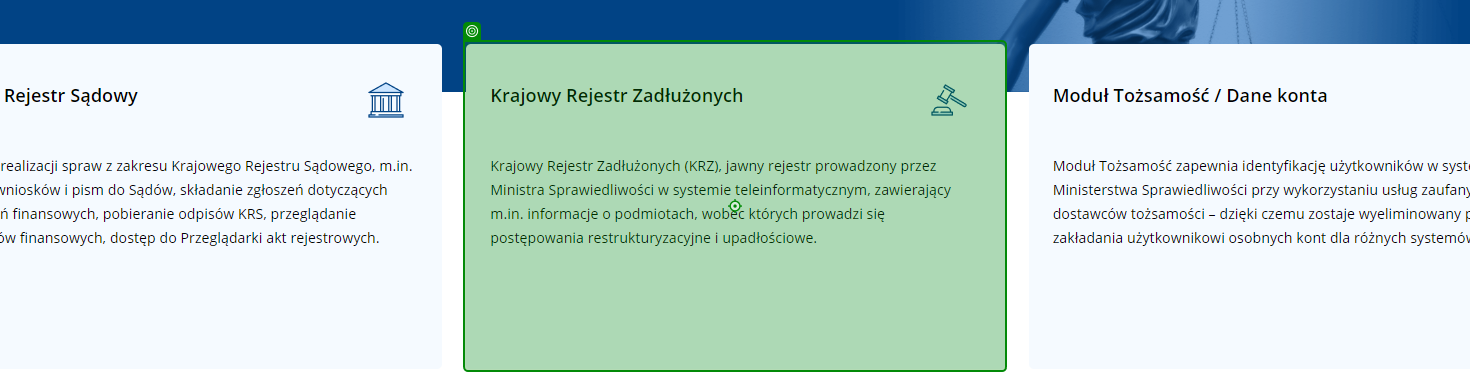 Rejestr Sądowy
realizacji spraw z zakresu Krajowego Rejestru Sądowego, m.in.
wniosków i pism do Sądów, składanie zgłoszeń dotyczących
finansowych, pobieranie odpisów KRS, przeglądanie
finansowych, dostęp do Przeglądarki akt rejestrowych.
Krajowy Rejestr Zadłużonych
Krajowy Rejestr Zadłużonych (KRZ), jawny rejestr prowadzony przez
Ministra Sprawiedliwości w systemie teleinformatycznym, zawierający
m.in. informacje o podmiotach, wobec których prowadzi się
postępowania restrukturyzacyjne i upadłościowe.
Moduł Tożsamość / Dane konta
Moduł Tożsamość zapewnia identyfikację użytkowników w
Ministerstwa Sprawiedliwości przy wykorzystaniu usług
dostawców tożsamości – dzięki czemu zostaje wyeliminowany
zakładania użytkownikowi osobnych kont dla różnych